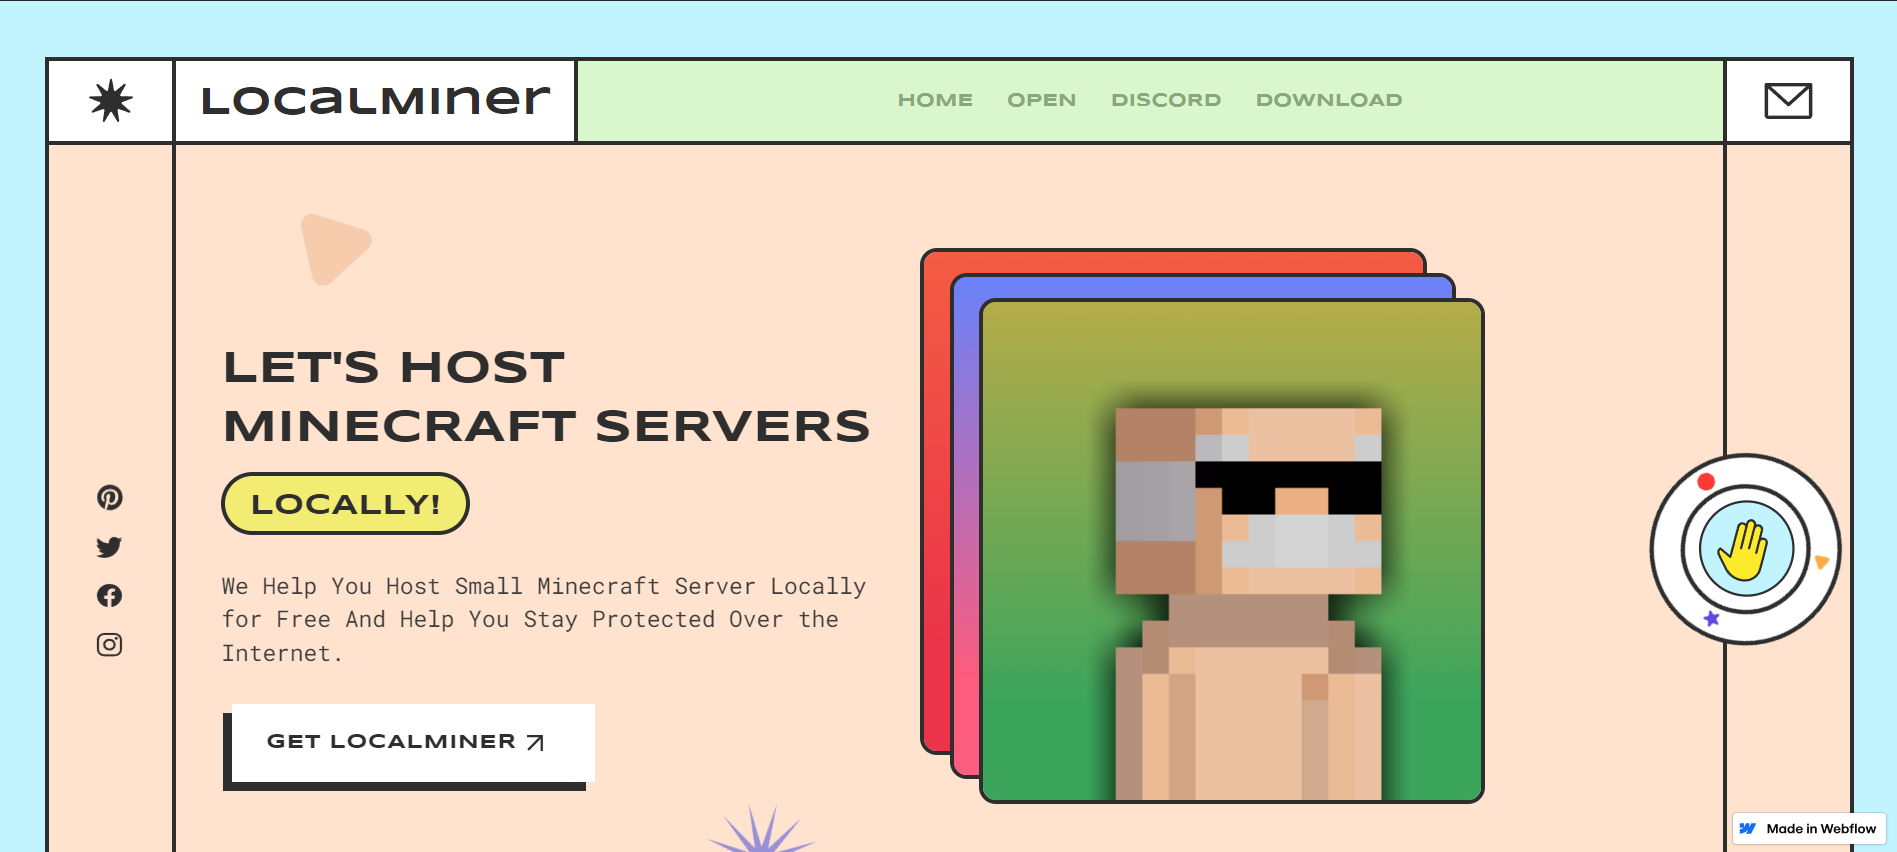 LOCaLMIner
HOME OPEN DISCORD DOWNLOAD
LET'S HOST
MINECRAFT SERVERS
LOCALLY!
We Help You Host Small Minecraft Server Locally
for Free And Help You Stay Protected Over the
Internet.
GET LOCALMINER
Made in Webflow